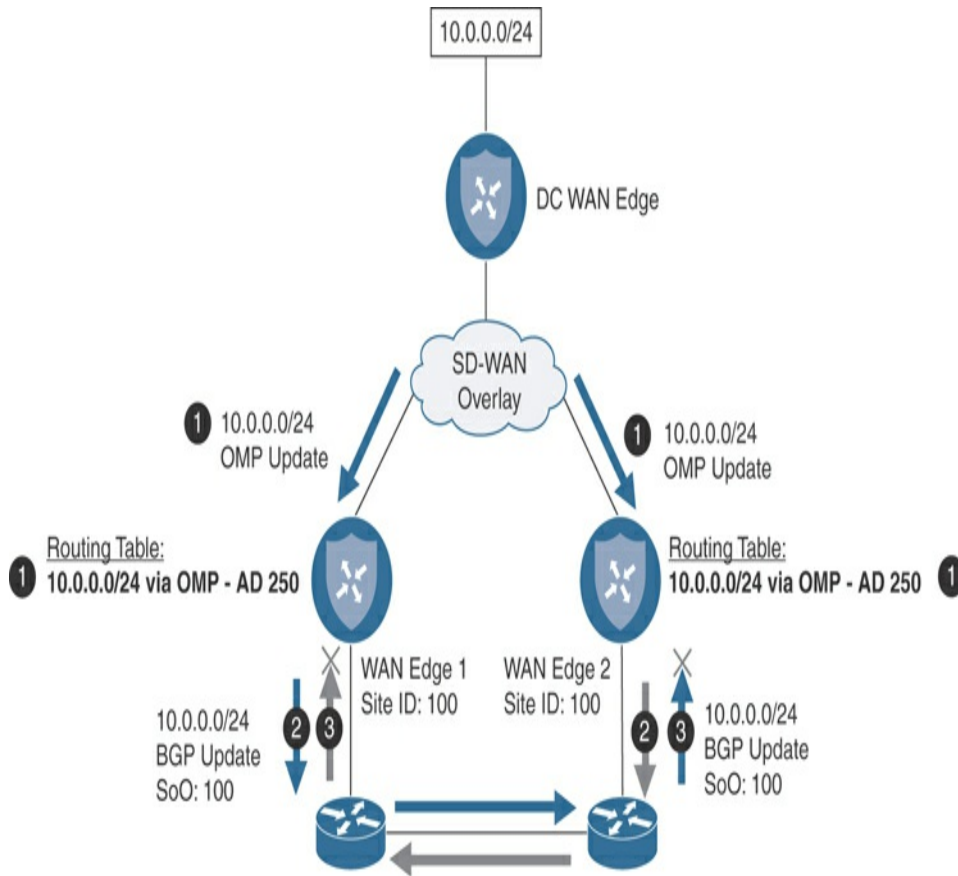 10.0.0.0/24
DC WAN Edge
SD-WAN
Overlay
1 10.0.0.0/24
OMP Update
1 10.0.0.0/24
OMP Update
1 Routing Table:
10.0.0.0/24 via OMP - AD 250
Routing Table:
10.0.0.0/24 via OMP - AD 250 1
WAN Edge 1
Site ID: 100
WAN Edge 2
Site ID: 100
10.0.0.0/24
BGP Update
SoO: 100
2 3
2 3
10.0.0.0/24
BGP Update
SoO: 100